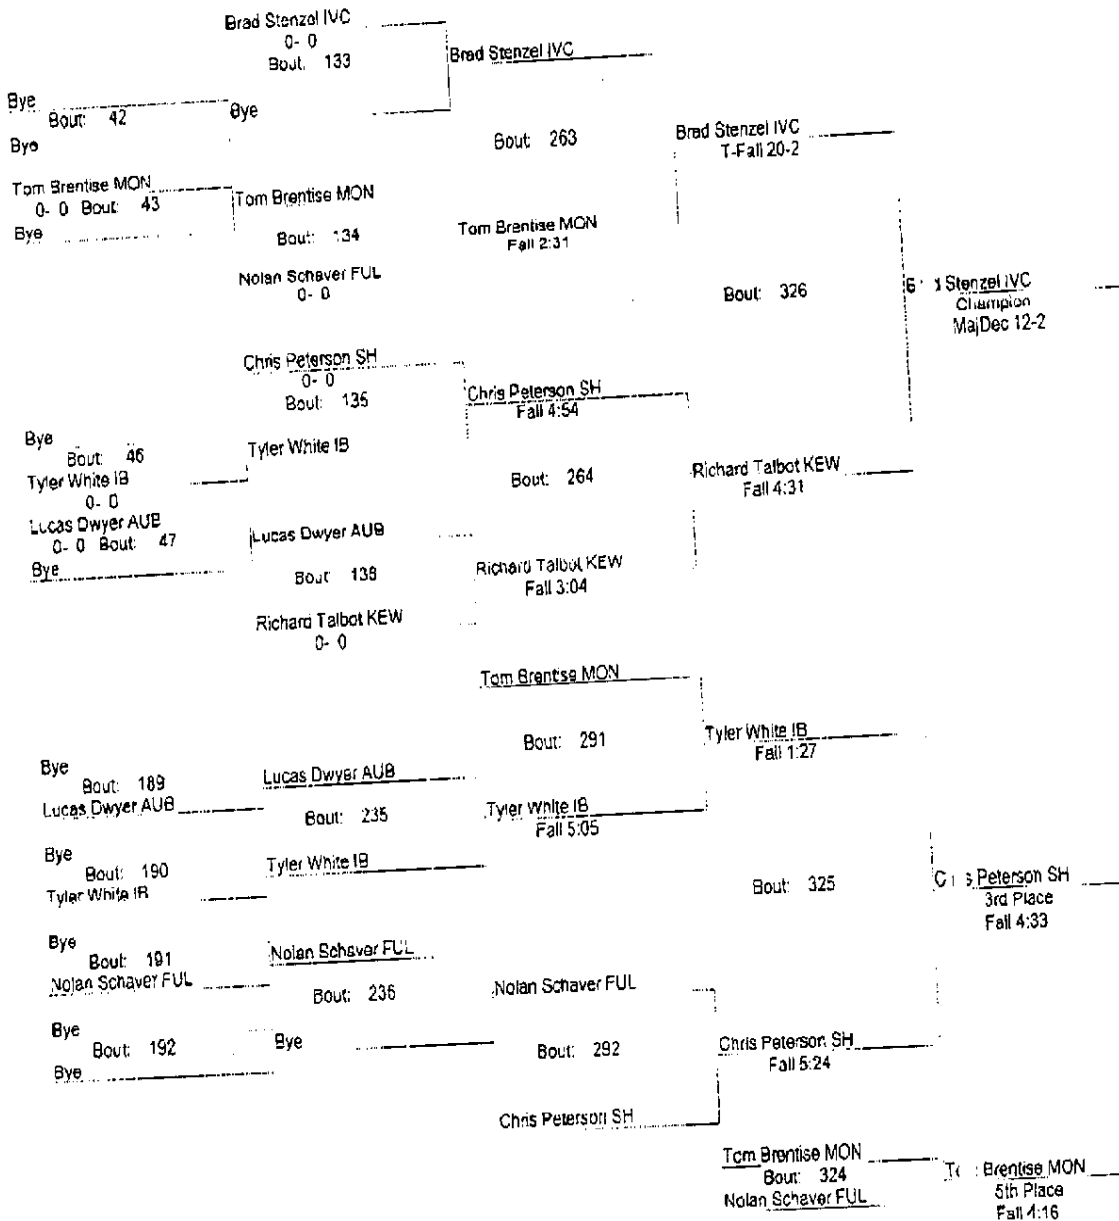 Brad Stenzel IVC
0- 0
Bout: 133
Brad Stenzel IVC
Bye
Bout: 42
Bye
Bye
Bout: 263
Brad Stenzel IVC
T-Fall 20-2
Tom Brentise MON
0- 0 Bout: 43
Tom Brentise MON
Bye
Bout: 134
Tom Brentise MON
Fall 2:31
Nolan Schaver FUL
0- 0
Bout: 326
Stenzel IVC
Champion
MajDec 12-2
Chris Peterson SH
0- 0
Bout: 135
Chris Peterson SH
Fall 4:54
Bye
Bout: 46
Tyler White IB
Tyler White IB
0- 0
Bout: 264
Richard Talbot KEW
Fall 4:31
Lucas Dwyer AUB
0- 0 Bout: 47
Lucas Dwyer AUB
Bye
Bout: 138
Richard Talbot KEW
Fall 3:04
Richard Talbot KEW
0- 0
Tom Brentise MON
Bout: 291
Tyler White IB
Fall 1:27
Bye
Bout: 189
Lucas Dwyer AUB
Lucas Dwyer AUB
Bout: 235
Tyler White IB
Fall 5:05
Bye
Bout: 190
Tyler White IB
Tyler White IB
Bout: 325
Peterson SH
3rd Place
Fall 4:33
Bye
Bout: 191
Nolan Schaver FUL
Nolan Schaver FUL
Bout: 236
Nolan Schaver FUL
Bye
Bout: 192
Bye
Bye
Bout: 292
Chris Peterson SH
Fall 5:24
Chris Peterson SH
Tom Brentise MON
Bout: 324
Nolan Schaver FUL
Brentise MON
5th Place
Fall 4:16